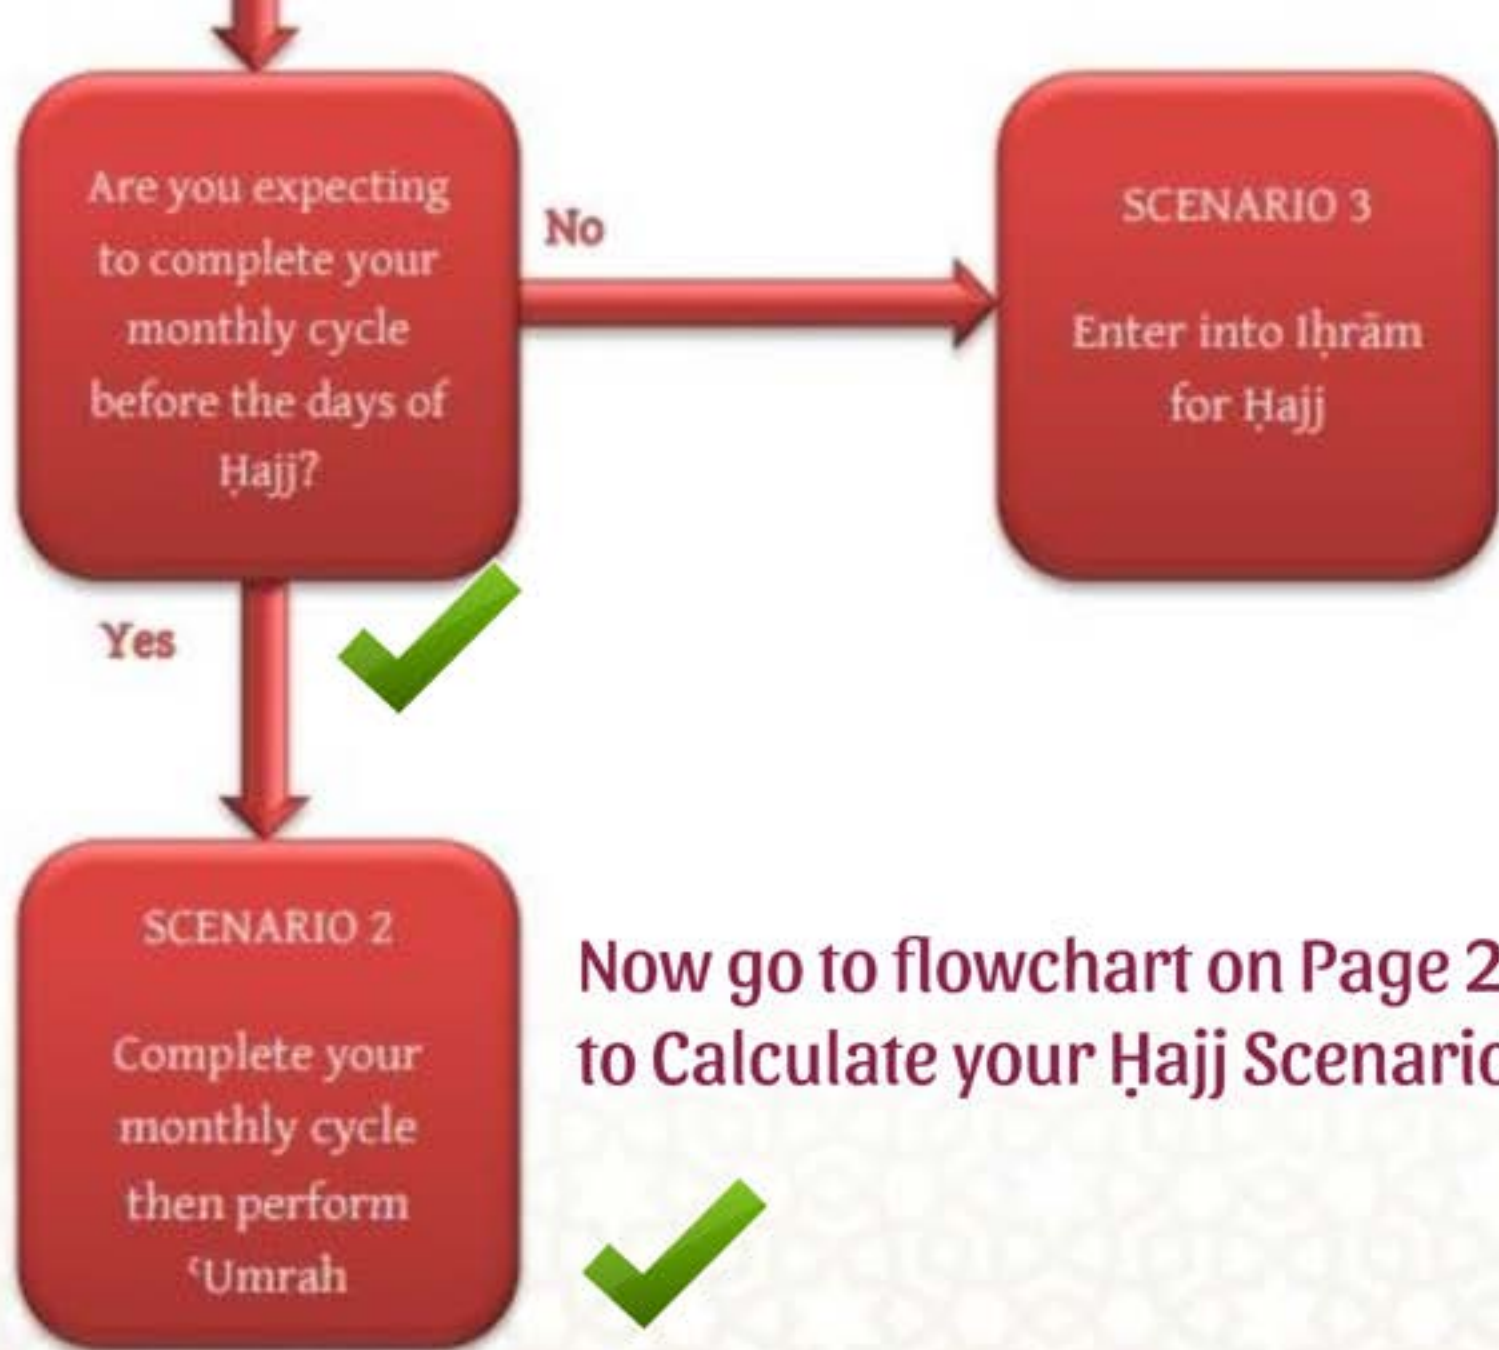 Are you expecting
to complete your
monthly cycle
before the days of
Ḥajj?
No
SCENARIO 3
Enter into Iḥrām
for Ḥajj
Yes
SCENARIO 2
Complete your
monthly cycle
then perform
ʿUmrah
Now go to flowchart on Page 2
to Calculate your Ḥajj Scenario